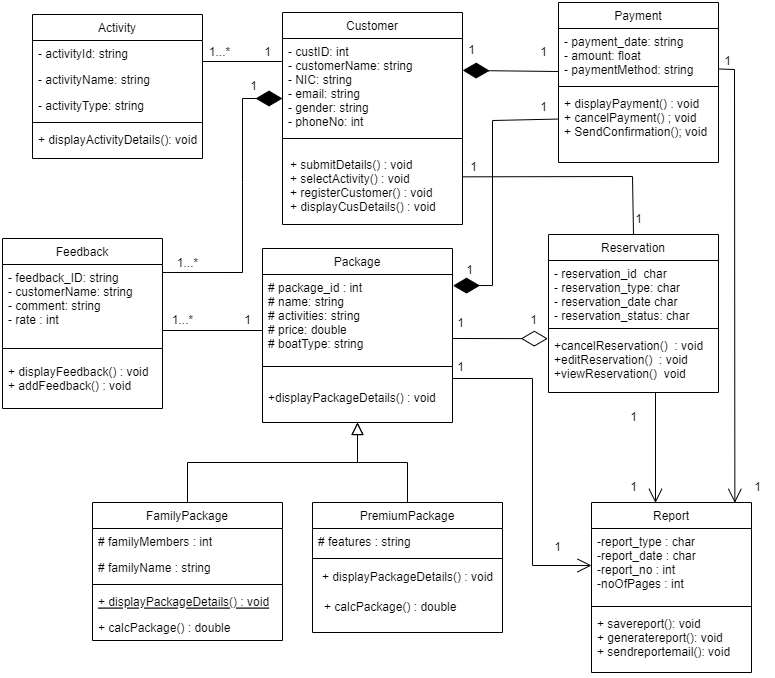 Activity
- activityId: string
- activityName: string
- activityType: string
+ displayActivityDetails(): void
1...*
1
Customer
- custID: int
- customerName: string
- NIC: string
- email: string
- gender: string
- phoneNo: int
+ submitDetails() : void
+ selectActivity() : void
+ registerCustomer() : void
+ displayCusDetails() : void
1
1
1
1
1
Payment
- payment_date: string
- amount: float
- paymentMethod: string
+ displayPayment() : void
+ cancelPayment() ; void
+ SendConfirmation(); void
1
1
Feedback
- feedback_ID: string
- customerName: string
- comment: string
- rate : int
+ displayFeedback() : void
+ addFeedback() : void
1...*
1...*
1
Package
# package_id : int
# name: string
# activities: string
# price: double
# boatType: string
+displayPackageDetails() : void
1
1
1
1
Reservation
- reservation_id  char
- reservation_type: char
- reservation_date char
- reservation_status: char
+cancelReservation()  : void
+editReservation()  : void
+viewReservation()  void
1
1
1
1
FamilyPackage
# familyMembers : int
# familyName : string
+ displayPackageDetails() : void
+ calcPackage() : double
PremiumPackage
# features : string
+ displayPackageDetails() : void
+ calcPackage() : double
Report
-report_type : char
-report_date : char
-report_no : int
-noOfPages : int
+ savereport(): void
+ generatereport(): void
+ sendreportemail(): void